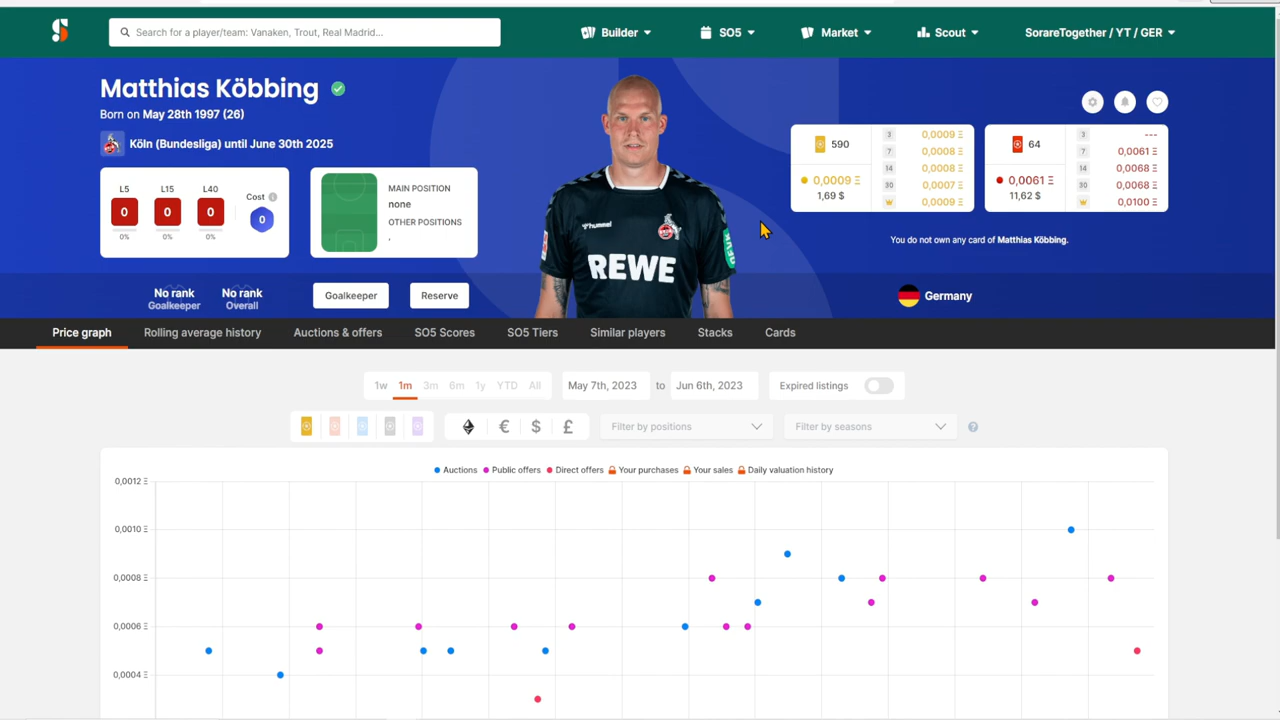 Search for a player/team: Vanaken, Trout, Real Madrid...
Builder
SO5
Market
Scout
SorareTogether / YT / GER
Matthias Köbbing
Born on May 28th 1997 (26)
Köln (Bundesliga) until June 30th 2025
L5
L15
L40
Cost
0
0
0
0
0%
0%
0%
MAIN POSITION
none
OTHER POSITIONS
,
hummel
REWE
DEVK
590
0,0009 Ξ
1,69 $
3 0,0009 Ξ
7 0,0008 Ξ
14 0,0008 Ξ
30 0,0007 Ξ
W 0,0009 Ξ
64
0,0061 Ξ
11,62 $
3 ---
7 0,0061 Ξ
14 0,0068 Ξ
30 0,0068 Ξ
W 0,0100 Ξ
You do not own any card of Matthias Köbbing.
No rank
Goalkeeper
No rank
Overall
Goalkeeper
Reserve
Germany
Price graph
Rolling average history
Auctions & offers
SO5 Scores
SO5 Tiers
Similar players
Stacks
Cards
1w 1m 3m 6m 1y YTD All
May 7th, 2023 to Jun 6th, 2023
Expired listings
€ $ £
Filter by positions
Filter by seasons
?
Auctions Public offers Direct offers Your purchases Your sales Daily valuation history
0,0012 Ξ
0,0010 Ξ
0,0008 Ξ
0,0006 Ξ
0,0004 Ξ